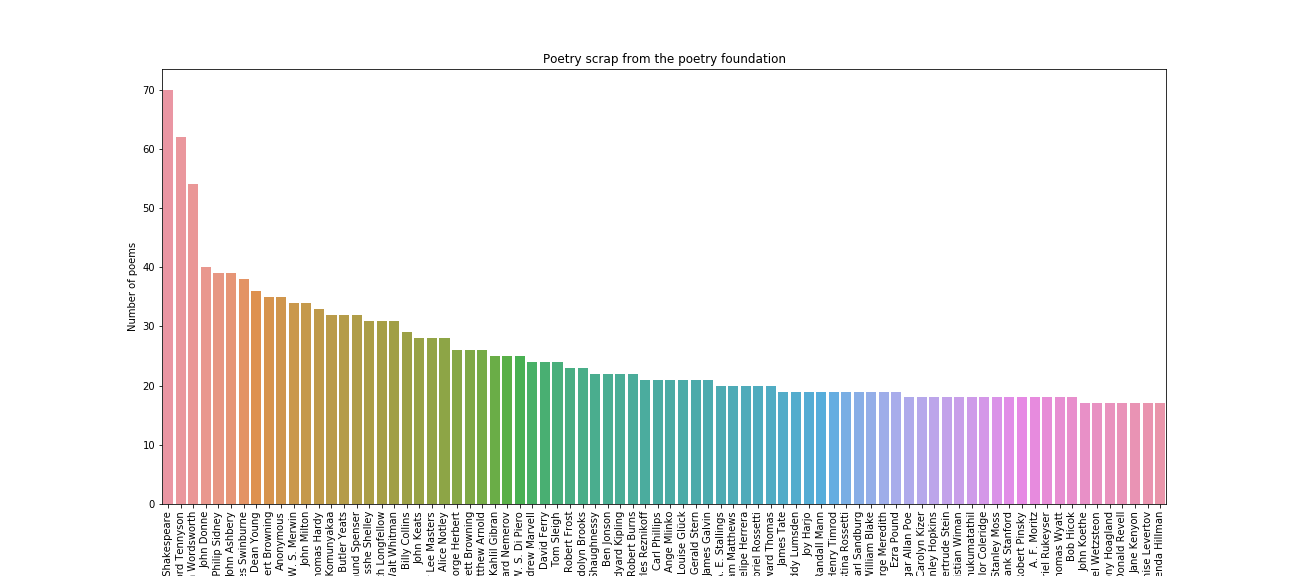 Poetry scrap from the poetry foundation
Number of poems
70
60
50
40
30
20
10
0
Shakespeare
ord Tennyson
Wordsworth
John Donne
Philip Sidney
John Ashbery
es Swinburne
Dean Young
ert Browning
Anonymous
W. S. Merwin
John Milton
homas Hardy
Komunyakaa
Butler Yeats
und Spenser
sshe Shelley
h Longfellow
alt Whitman
Billy Collins
John Keats
Lee Masters
Alice Notley
orge Herbert
ett Browning
tthew Arnold
Kahlil Gibran
ard Nemerov
W. S. Di Piero
drew Marvell
David Ferry
Tom Sleigh
Robert Frost
dolyn Brooks
Shaughnessy
Ben Jonson
dyard Kipling
Robert Burns
les Reznikoff
Carl Phillips
Ange Mlinko
Louise Glück
Gerald Stern
James Galvin
A. E. Stallings
am Matthews
elipe Herrera
briel Rossetti
ward Thomas
James Tate
ddy Lumsden
Joy Harjo
Randall Mann
Henry Timrod
stina Rossetti
arl Sandburg
William Blake
rge Meredith
Ezra Pound
gar Allan Poe
Carolyn Kizer
nley Hopkins
ertrude Stein
istian Wiman
nukumatathil
lor Coleridge
Stanley Moss
ank Stanford
Robert Pinsky
A. F. Moritz
riel Rukeyser
homas Wyatt
Bob Hicok
John Koethe
el Wetzsteon
ny Hoagland
onald Revell
Jane Kenyon
nise Levertov
enda Hillman